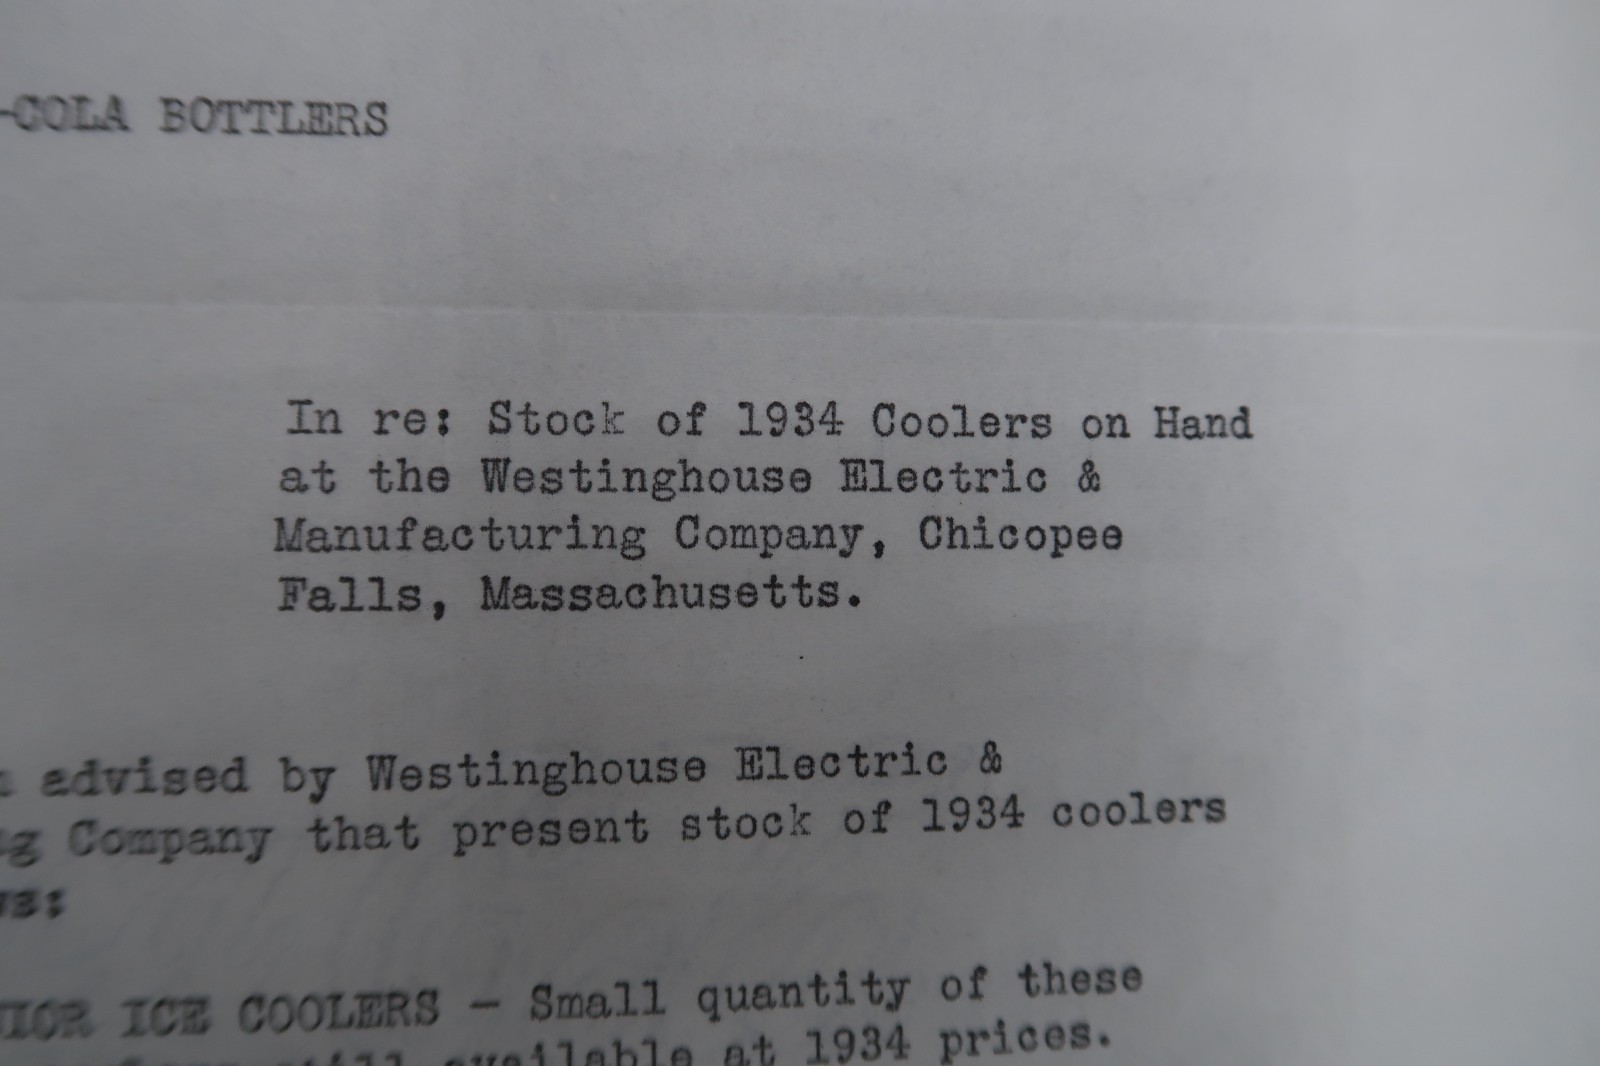 -COLA BOTTLERS
In re: Stock of 1934 Coolers on Hand
at the Westinghouse Electric &
Manufacturing Company, Chicopee
Falls, Massachusetts.
advised by Westinghouse Electric &
Company that present stock of 1934 coolers
ICE COOLERS - Small quantity of these
still available at 1934 prices.